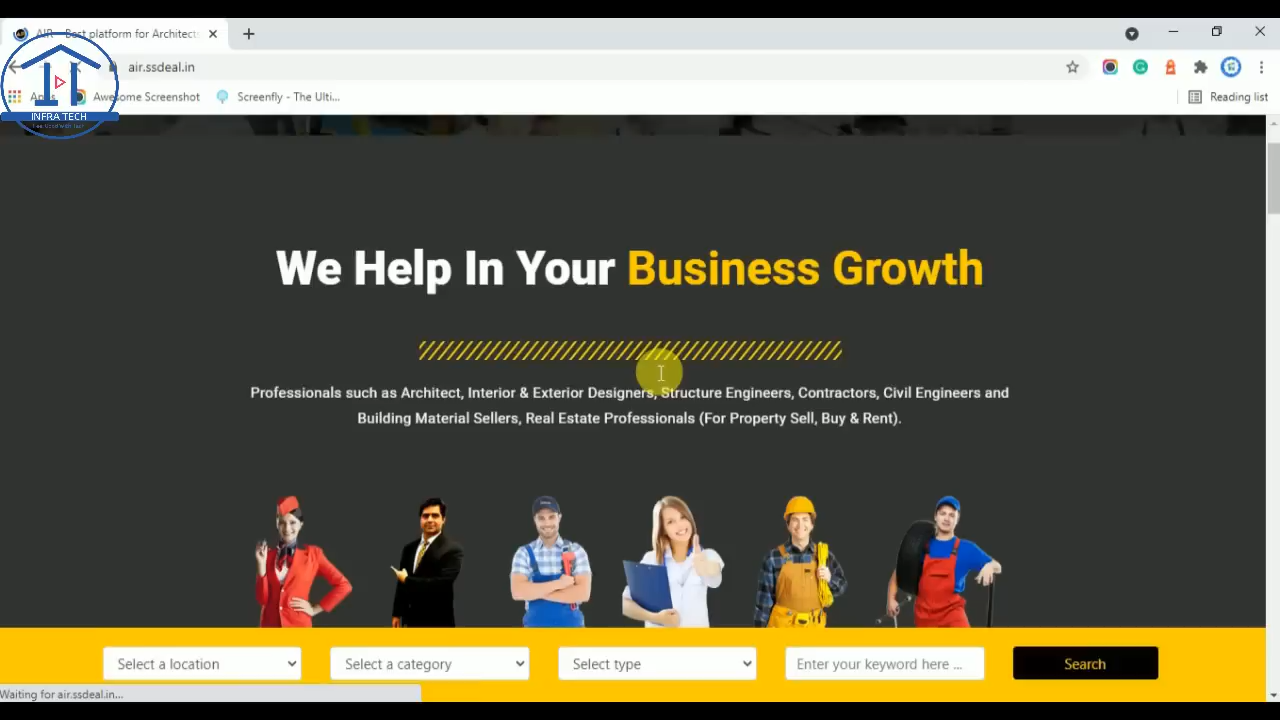 AIR - Best platform for Architects
air.ssdeal.in
Apps
Awesome Screenshot
Screenfly - The Ulti...
Reading list
INFRA TECH
We Help In Your Business Growth
Professionals such as Architect, Interior & Exterior Designers, Structure Engineers, Contractors, Civil Engineers and
Building Material Sellers, Real Estate Professionals (For Property Sell, Buy & Rent).
Select a location
Select a category
Select type
Enter your keyword here ...
Search
Waiting for air.ssdeal.in...